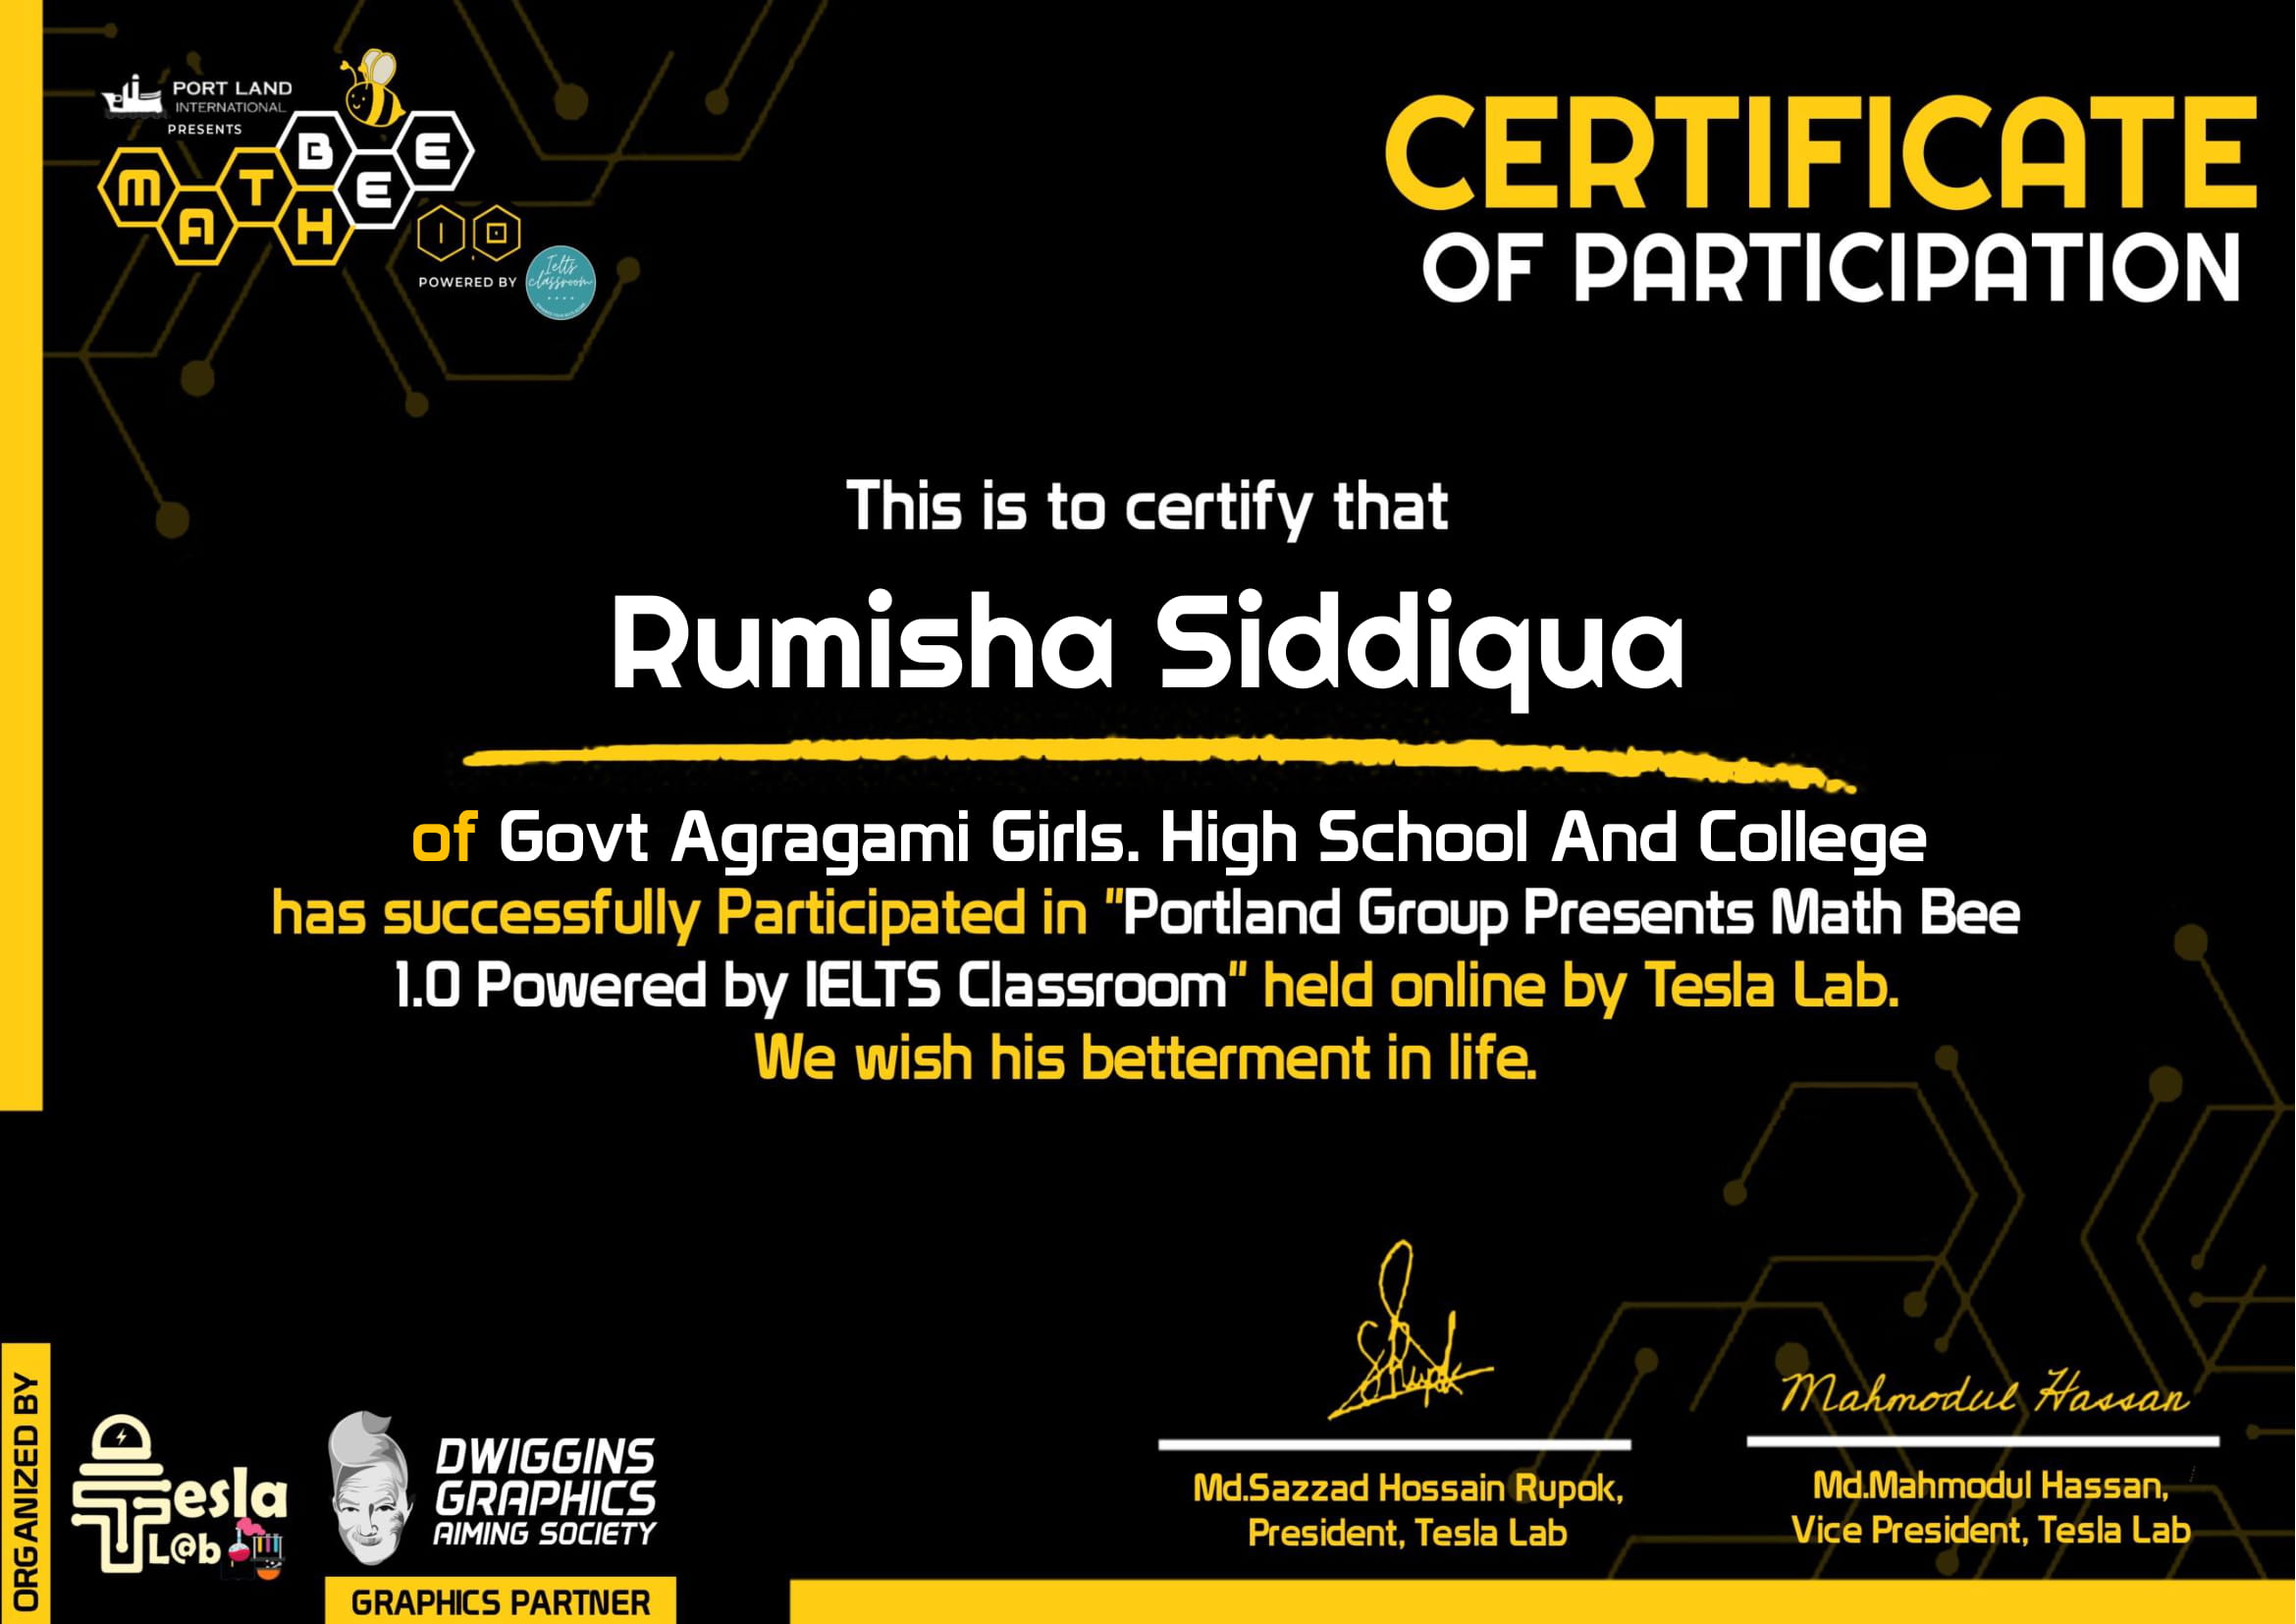 PORT LAND
INTERNATIONAL
PRESENTS
MATH BEE
1.0
POWERED BY
Ielts
classroom
CERTIFICATE
OF PARTICIPATION
This is to certify that
Rumisha Siddiqua
of Govt Agragami Girls. High School And College
has successfully Participated in "Portland Group Presents Math Bee
1.0 Powered by IELTS Classroom" held online by Tesla Lab.
We wish his betterment in life.
ORGANIZED BY
Tesla
L@b
DWIGGINS
GRAPHICS
AIMING SOCIETY
GRAPHICS PARTNER
Rupok
Md.Sazzad Hossain Rupok,
President, Tesla Lab
Mahmodul Hassan
Md.Mahmodul Hassan,
Vice President, Tesla Lab